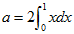 a = 2∫₀¹ xdx